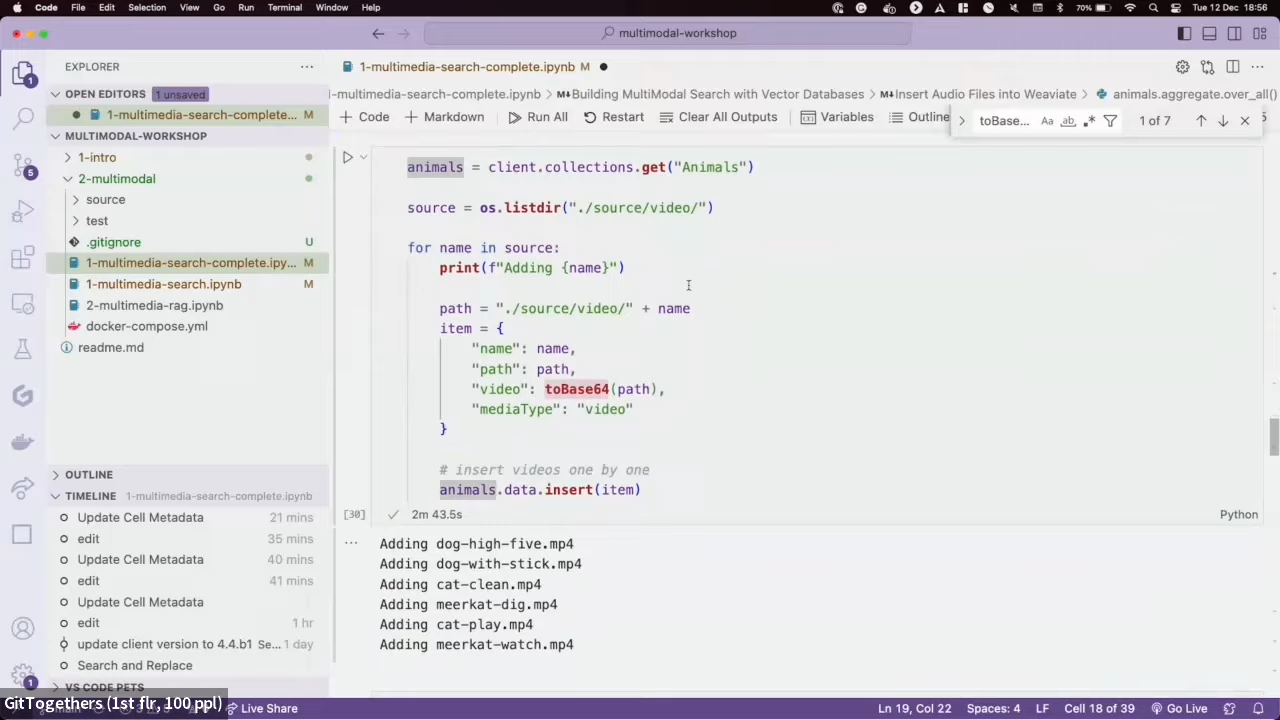 Code File Edit Selection View Go Run Terminal Window Help 70% Tue 12 Dec 18:56
multimodal-workshop
EXPLORER
1-multimedia-search-complete.ipynb M
OPEN EDITORS 1 unsaved
-multimedia-search-complete.ipynb > Building MultiModal Search with Vector Databases > Insert Audio Files into Weaviate > animals.aggregate.over_all()
1-multimedia-search-complete... M
+ Code + Markdown Run All Restart Clear All Outputs Variables Outline
toBase... Aa ab .* 1 of 7
MULTIMODAL-WORKSHOP
1-intro
2-multimodal
source
test
.gitignore U
1-multimedia-search-complete.ipy... M
1-multimedia-search.ipynb M
2-multimedia-rag.ipynb
docker-compose.yml
readme.md
OUTLINE
TIMELINE 1-multimedia-search-complete.ipynb
Update Cell Metadata 21 mins
edit 35 mins
Update Cell Metadata 40 mins
edit 41 mins
Update Cell Metadata
edit 1 hr
update client version to 4.4.b1 Se... 1 day
Search and Replace
VS CODE PETS
animals = client.collections.get("Animals")
source = os.listdir("./source/video/")
for name in source:
print(f"Adding {name}")
path = "./source/video/" + name
item = {
"name": name,
"path": path,
"video": toBase64(path),
"mediaType": "video"
}
# insert videos one by one
animals.data.insert(item)
[30] 2m 43.5s Python
... Adding dog-high-five.mp4
Adding dog-with-stick.mp4
Adding cat-clean.mp4
Adding meerkat-dig.mp4
Adding cat-play.mp4
Adding meerkat-watch.mp4
1
5
1
GitTogethers (1st flr, 100 ppl)
Live Share Ln 19, Col 22 Spaces: 4 LF Cell 18 of 39 Go Live